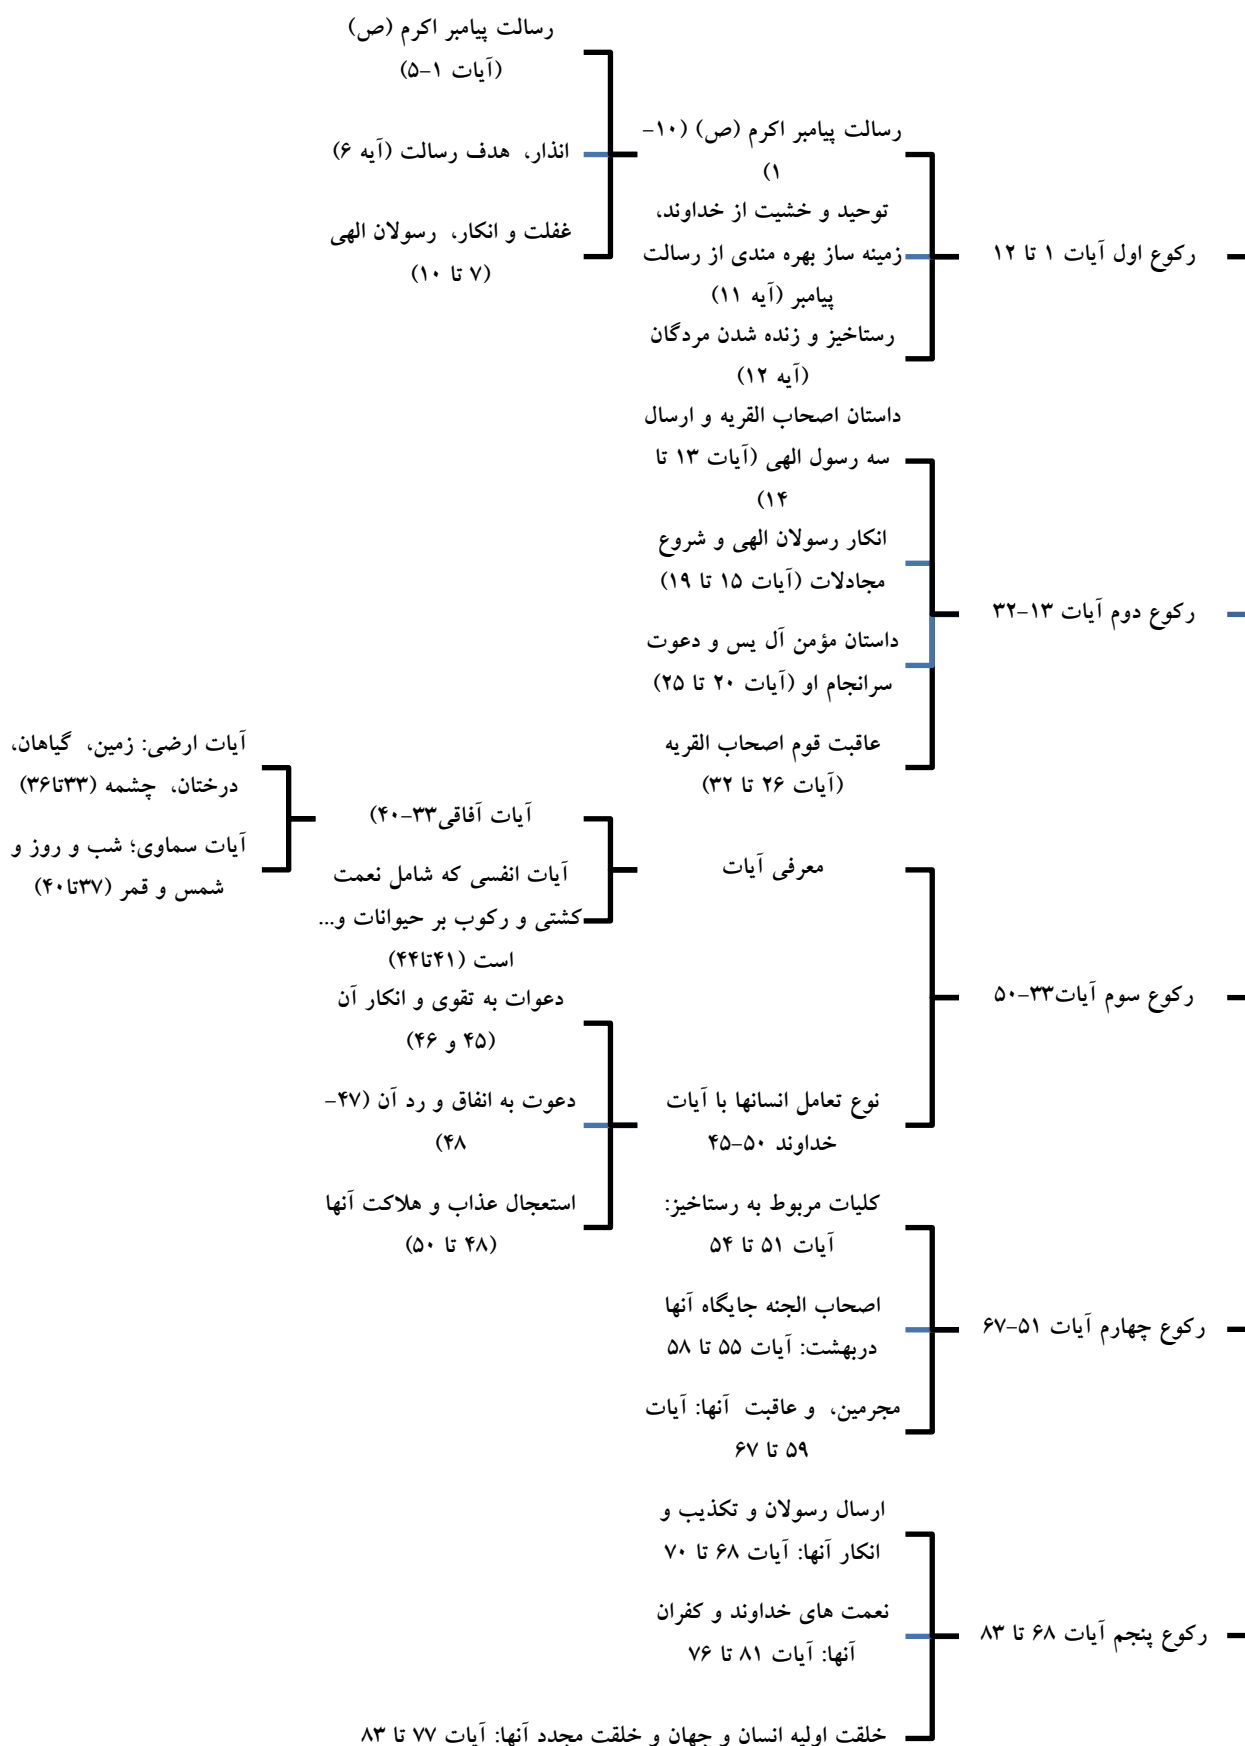 رکوع اول آیات ۱ تا ۱۲
رسالت پیامبر اکرم (ص) (۱۰–
۱)
رسالت پیامبر اکرم (ص)
(آیات ۱–۵)
انذار، هدف رسالت (آیه ۶)
غفلت و انکار، رسولان الهی
(۷ تا ۱۰)
توحید و خشیت از خداوند،
زمینه ساز بهره مندی از رسالت
پیامبر (آیه ۱۱)
رستاخیز و زنده شدن مردگان
(آیه ۱۲)
رکوع دوم آیات ۱۳–۳۲
داستان اصحاب القریه و ارسال
سه رسول الهی (آیات ۱۳ تا
۱۴)
انکار رسولان الهی و شروع
مجادلات (آیات ۱۵ تا ۱۹)
داستان مؤمن آل یس و دعوت
سرانجام او (آیات ۲۰ تا ۲۵)
عاقبت قوم اصحاب القریه
(آیات ۲۶ تا ۳۲)
رکوع سوم آیات۳۳–۵۰
معرفی آیات
آیات آفاقی۳۳–۴۰)
آیات ارضی: زمین، گیاهان،
درختان، چشمه (۳۳تا۳۶)
آیات سماوی؛ شب و روز و
شمس و قمر (۳۷تا۴۰)
آیات انفسی که شامل نعمت
کشتی و رکوب بر حیوانات و...
است (۴۱تا۴۴)
نوع تعامل انسانها با آیات
خداوند ۵۰–۴۵
دعوات به تقوی و انکار آن
(۴۵ و ۴۶)
دعوت به انفاق و رد آن (۴۷–
۴۸)
استعجال عذاب و هلاکت آنها
(۴۸ تا ۵۰)
رکوع چهارم آیات ۵۱–۶۷
کلیات مربوط به رستاخیز:
آیات ۵۱ تا ۵۴
اصحاب الجنه جایگاه آنها
دربهشت: آیات ۵۵ تا ۵۸
مجرمین، و عاقبت آنها: آیات
۵۹ تا ۶۷
رکوع پنجم آیات ۶۸ تا ۸۳
ارسال رسولان و تکذیب و
انکار آنها: آیات ۶۸ تا ۷۰
نعمت های خداوند و کفران
آنها: آیات ۸۱ تا ۷۶
خلقت اولیه انسان و جهان و خلقت مجدد آنها: آیات ۷۷ تا ۸۳